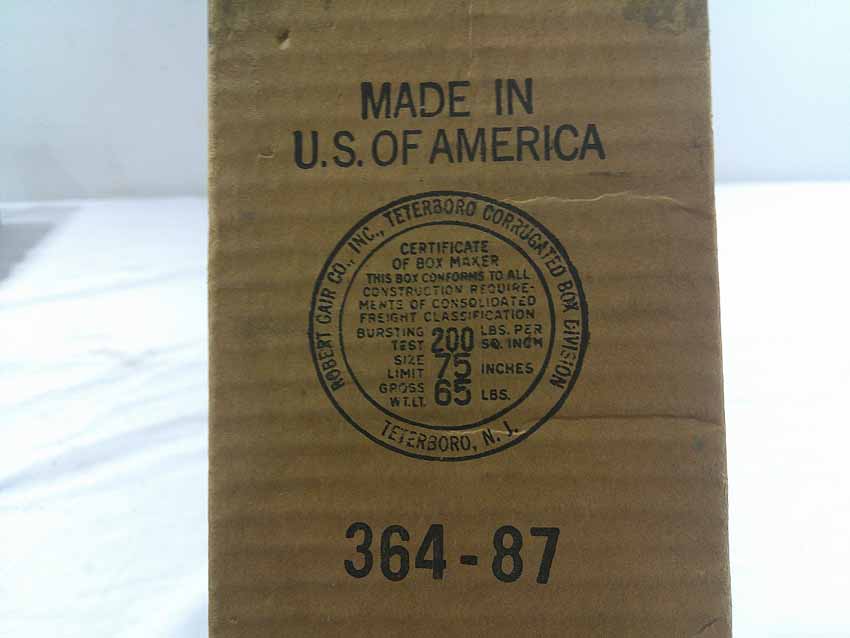 MADE IN
U.S. OF AMERICA
ROBERT GAIR CO., INC., TETERBORO CORRUGATED BOX DIVISION
CERTIFICATE
OF BOX MAKER
THIS BOX CONFORMS TO ALL
CONSTRUCTION REQUIRE-
MENTS OF CONSOLIDATED
FREIGHT CLASSIFICATION
BURSTING TEST 200 LBS. PER SQ. INCH
SIZE LIMIT 75 INCHES
GROSS WT. LT. 65 LBS.
TETERBORO, N. J.
364-87